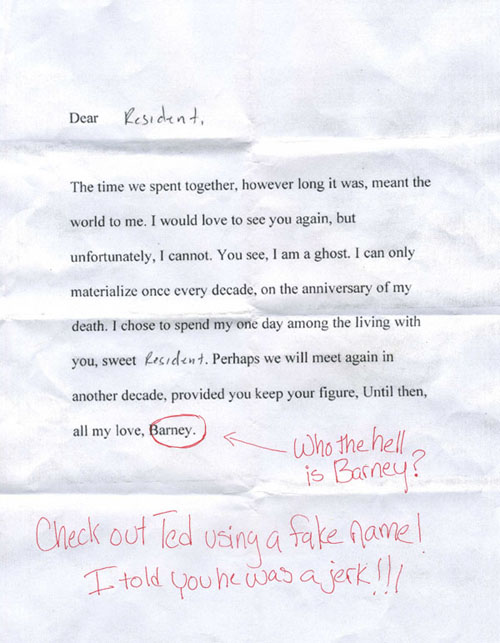 Dear Resident,
The time we spent together, however long it was, meant the
world to me. I would love to see you again, but
unfortunately, I cannot. You see, I am a ghost. I can only
materialize once every decade, on the anniversary of my
death. I chose to spend my one day among the living with
you, sweet Resident. Perhaps we will meet again in
another decade, provided you keep your figure, Until then,
all my love, Barney.
Who the hell
is Barney?
Check out Ted using a fake name!
I told you he was a jerk!!!